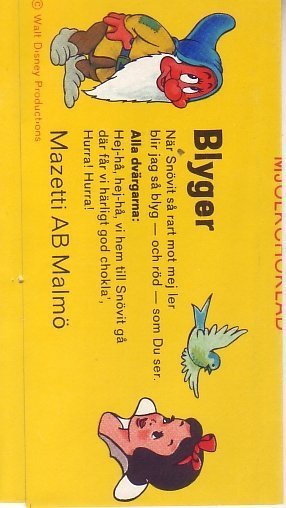 © Walt Disney Productions
Blyger
När Snövit så rart mot mej ler
blir jag så blyg — och röd — som Du ser.
Alla dvärgarna:
Hej-hå, hej-hå, vi hem till Snövit gå
där får vi härligt god chokla',
Hurra! Hurra!
Mazetti AB Malmö